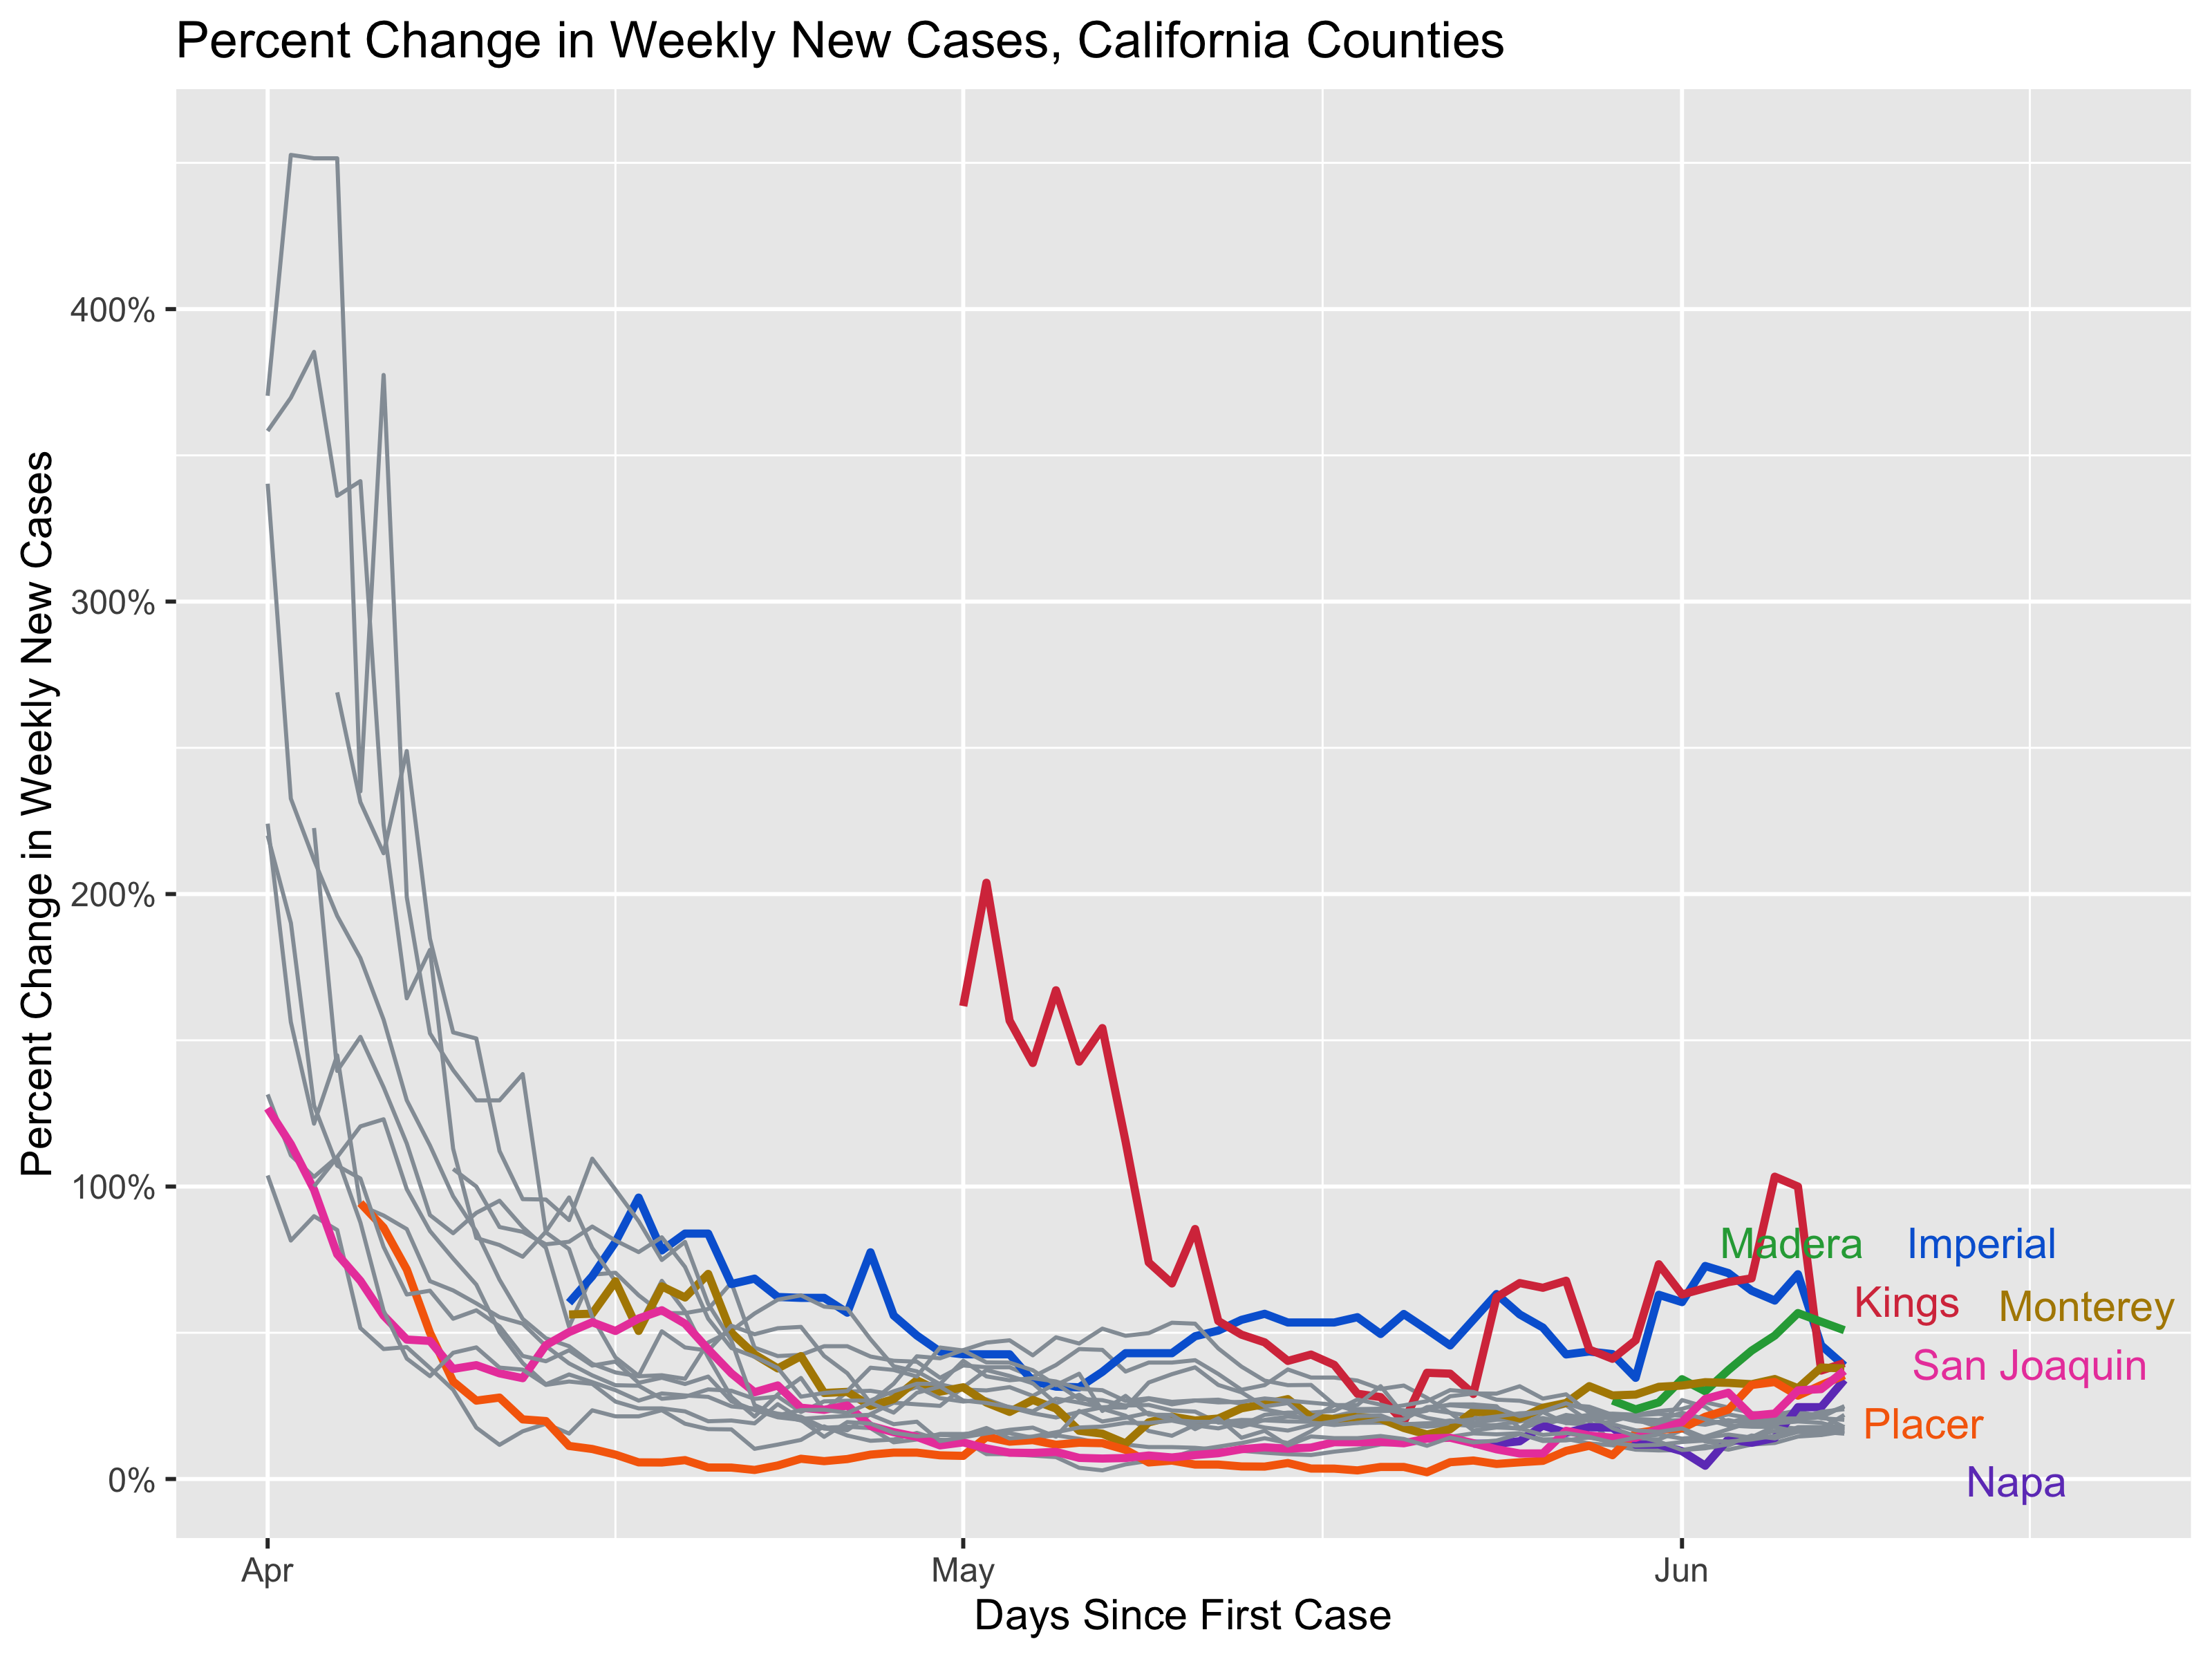 Percent Change in Weekly New Cases, California Counties
Percent Change in Weekly New Cases
400%
300%
200%
100%
0%
Madera
Imperial
Kings
Monterey
San Joaquin
Placer
Napa
Apr
May
Jun
Days Since First Case